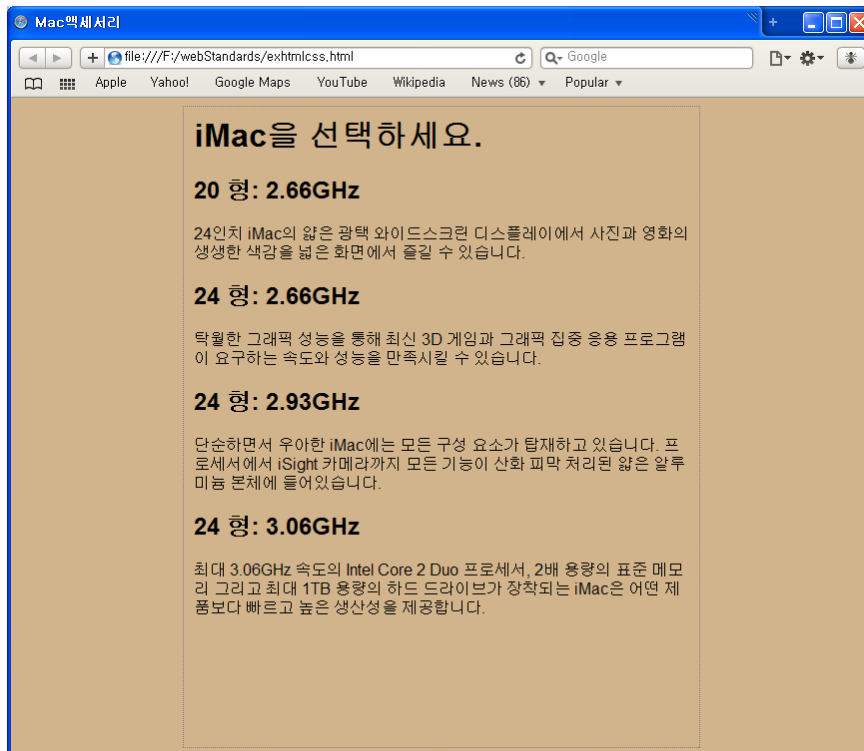 Mac액세서리
file:///F:/webStandards/exhtmlcss.html
Google
Apple Yahoo! Google Maps YouTube Wikipedia News (86) Popular
iMac을 선택하세요.
20 형: 2.66GHz
24인치 iMac의 얇은 광택 와이드스크린 디스플레이에서 사진과 영화의
생생한 색감을 넓은 화면에서 즐길 수 있습니다.
24 형: 2.66GHz
탁월한 그래픽 성능을 통해 최신 3D 게임과 그래픽 집중 응용 프로그램
이 요구하는 속도와 성능을 만족시킬 수 있습니다.
24 형: 2.93GHz
단순하면서 우아한 iMac에는 모든 구성 요소가 탑재하고 있습니다. 프
로세서에서 iSight 카메라까지 모든 기능이 산화 피막 처리된 얇은 알루
미늄 본체에 들어있습니다.
24 형: 3.06GHz
최대 3.06GHz 속도의 Intel Core 2 Duo 프로세서, 2배 용량의 표준 메모
리 그리고 최대 1TB 용량의 하드 드라이브가 장착되는 iMac은 어떤 제
품보다 빠르고 높은 생산성을 제공합니다.